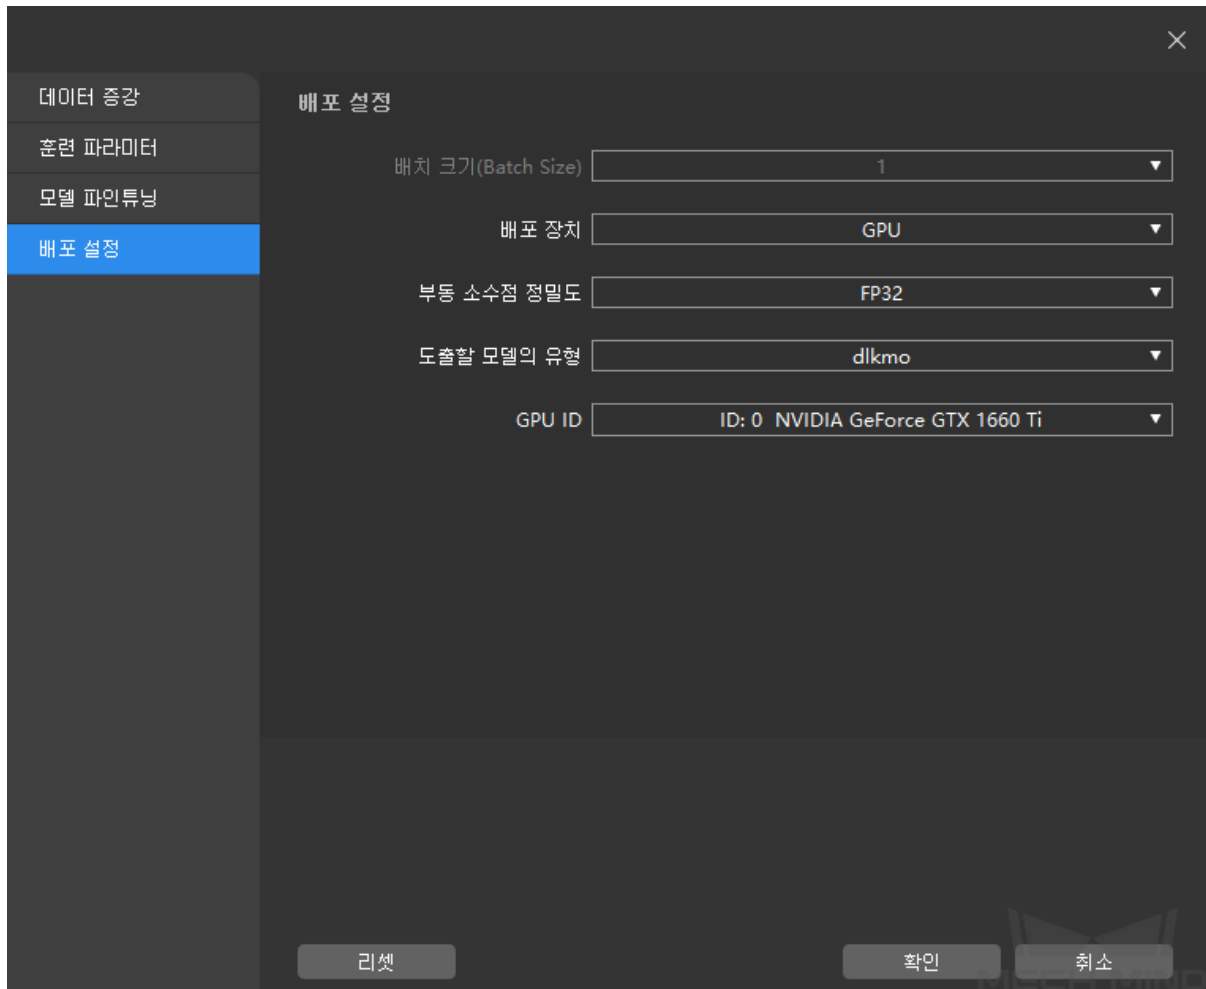 데이터 증강
훈련 파라미터
모델 파인튜닝
배포 설정
배포 설정
배치 크기(Batch Size) 1
배포 장치 GPU
부동 소수점 정밀도 FP32
도출할 모델의 유형 dlkmo
GPU ID ID: 0 NVIDIA GeForce GTX 1660 Ti
리셋 확인 취소
MECH MIND